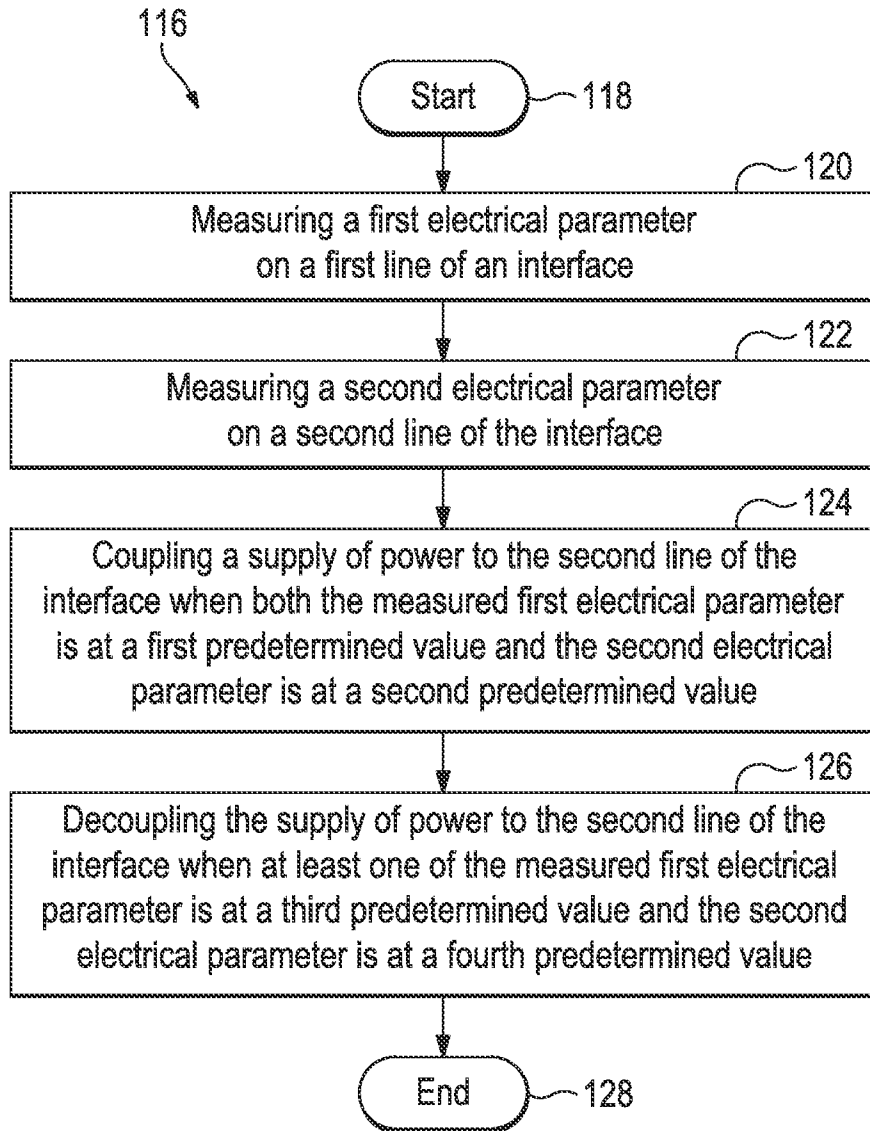 116
Start
118
120
Measuring a first electrical parameter
on a first line of an interface
122
Measuring a second electrical parameter
on a second line of the interface
124
Coupling a supply of power to the second line of the
interface when both the measured first electrical parameter
is at a first predetermined value and the second electrical
parameter is at a second predetermined value
126
Decoupling the supply of power to the second line of the
interface when at least one of the measured first electrical
parameter is at a third predetermined value and the second
electrical parameter is at a fourth predetermined value
End
128